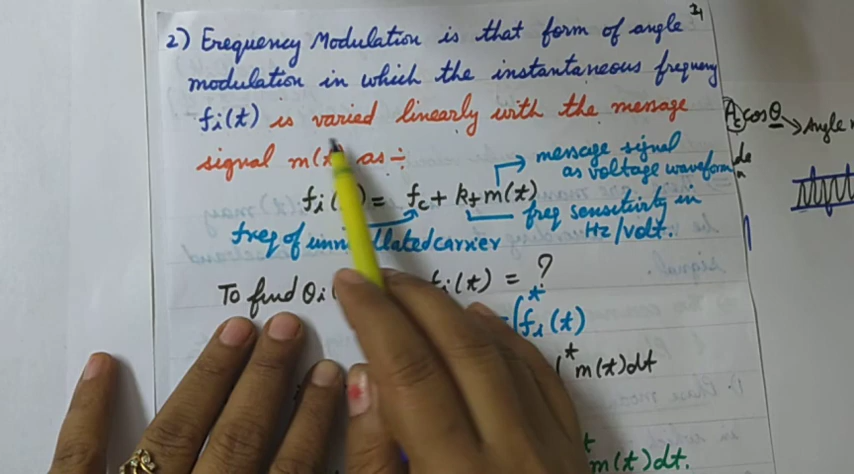 34
2) Frequency Modulation is that form of angle
modulation in which the instantaneous frequency
fi(t) is varied linearly with the message
signal m(t) as ÷
message signal
as voltage waveform
fi( ) = fc + kf m(t)
freq sensitivity in
Hz/volt.
freq of carrier
To find θi( fi(t) = ?
= ∫ᵗ fi(t)
ᵗ m(t)dt
t m(t)dt.
Ac cosθ → Angle